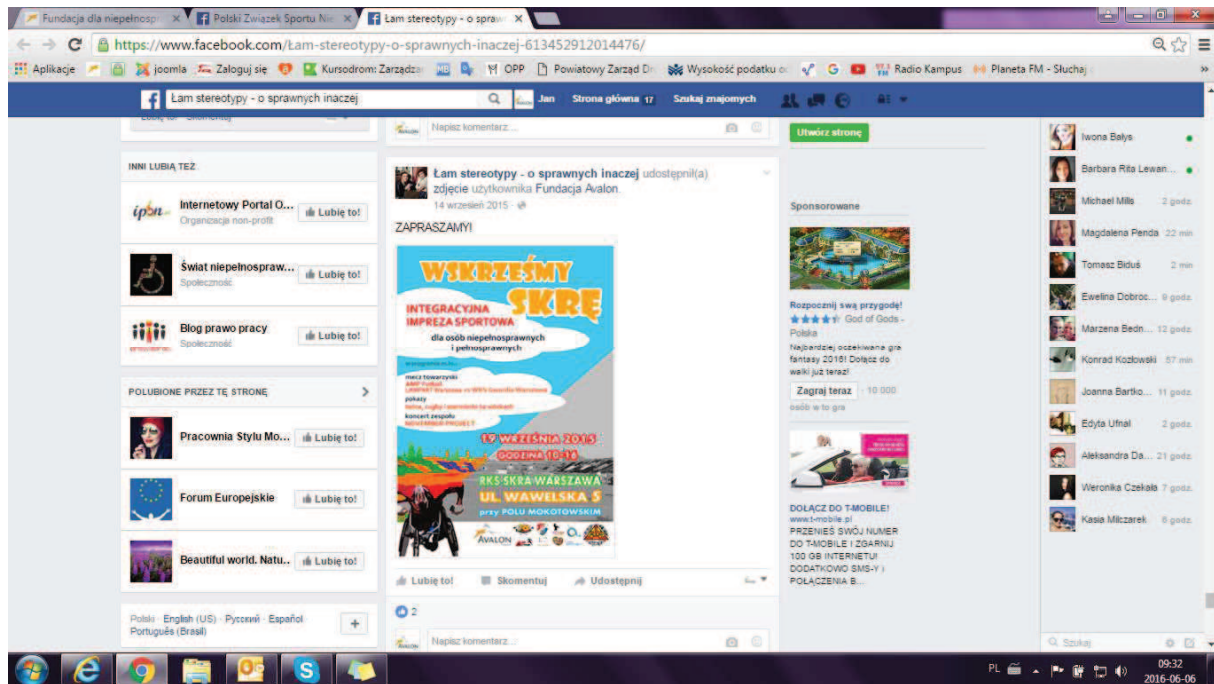 Fundacja dla niepełnospr
Polski Związek Sportu Nie
Łam stereotypy - o spraw
https://www.facebook.com/Łam-stereotypy-o-sprawnych-inaczej-613452912014476/
Aplikacje
joomla
Zaloguj się
Kursodrom: Zarządza
OPP
Powiatowy Zarząd Dr
Wysokość podatku o
Radio Kampus
Planeta FM - Słuchaj
Łam stereotypy - o sprawnych inaczej
Jan
Strona główna 17
Szukaj znajomych
INNI LUBIĄ TEŻ
ipon
Internetowy Portal O...
Organizacja non-profit
Lubię to!
Świat niepełnospraw...
Społeczność
Lubię to!
Blog prawo pracy
Społeczność
Lubię to!
POLUBIONE PRZEZ TĘ STRONĘ
Pracownia Stylu Mo...
Lubię to!
Forum Europejskie
Lubię to!
Beautiful world. Natu...
Lubię to!
Polski · English (US) · Русский · Español
Português (Brasil)
Napisz komentarz...
Łam stereotypy - o sprawnych inaczej udostępnił(a)
zdjęcie użytkownika Fundacja Avalon.
14 wrzesień 2015
ZAPRASZAMY!
WSKRZEŚMY
SKRĘ
INTEGRACYJNA
IMPREZA SPORTOWA
dla osób niepełnosprawnych
i pełnosprawnych
mecz towarzyski
pokazy
koncert zespołu
NOVEMBER PROJECT
19 WRZEŚNIA 2015
GODZINA 10-16
RKS SKRA WARSZAWA
UL. WAWELSKA 5
przy POLU MOKOTOWSKIM
AVALON
Lubię to!
Skomentuj
Udostępnij
2
Napisz komentarz...
Utwórz stronę
Sponsorowane
Rozpocznij swą przygodę!
God of Gods -
Polska
Najbardziej oczekiwana gra
fantasy 2016! Dołącz do
walki już teraz!
Zagraj teraz · 10 000
osób w to gra
DOŁĄCZ DO T-MOBILE!
www.t-mobile.pl
PRZENIEŚ SWÓJ NUMER
DO T-MOBILE I ZGARNIJ
100 GB INTERNETU!
DODATKOWO SMS-Y I
POŁĄCZENIA B...
Iwona Bałys
Barbara Rita Lewan...
Michael Mills 2 godz.
Magdalena Penda 22 min
Tomasz Biduś 2 min
Ewelina Dobroc... 9 godz.
Marzena Bedn... 12 godz.
Konrad Kozłowski 57 min
Joanna Bartko... 11 godz.
Edyta Ufnal 2 godz.
Aleksandra Da... 21 godz.
Weronika Czekała 7 godz.
Kasia Milczarek 6 godz.
Szukaj
PL
09:32
2016-06-06